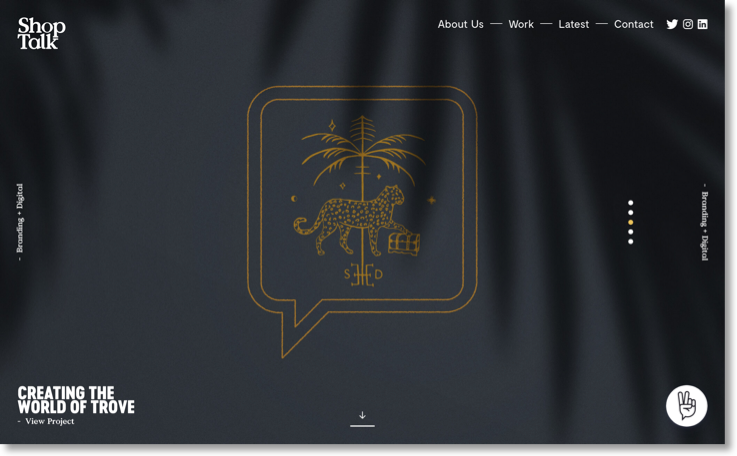 Shop
Talk
About Us — Work — Latest — Contact
- Branding + Digital
- Branding + Digital
S H D
CREATING THE
WORLD OF TROVE
- View Project